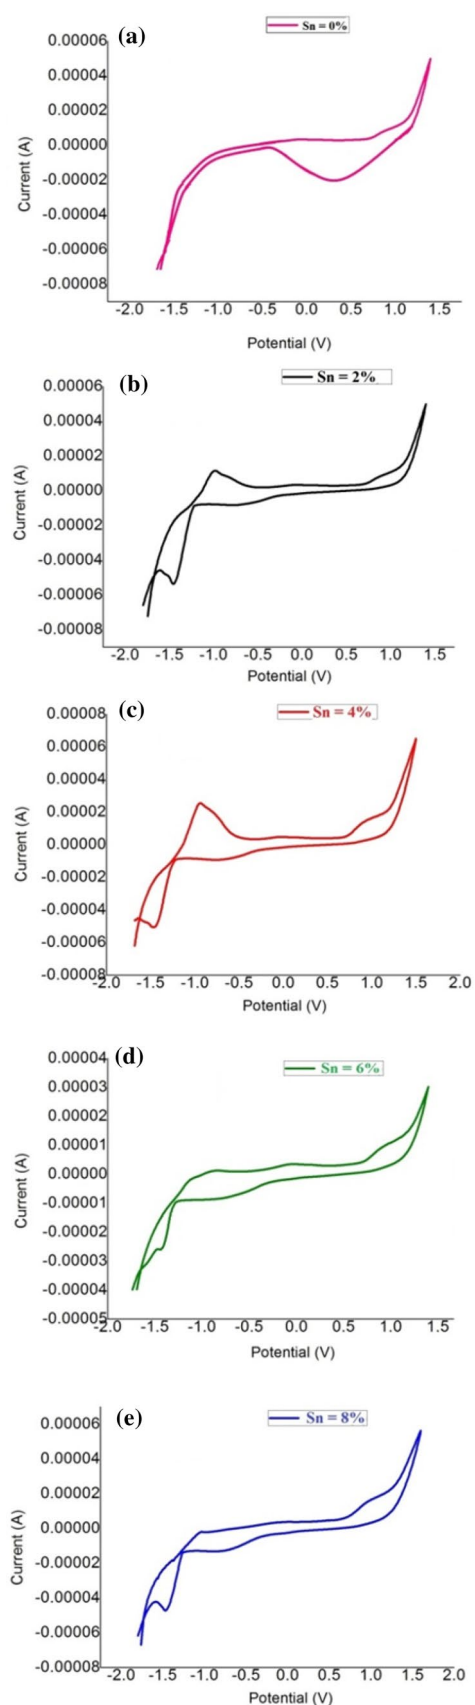 (a)
Sn = 0%
0.00006
0.00004
0.00002
0.00000
-0.00002
-0.00004
-0.00006
-0.00008
Current (A)
-2.0 -1.5 -1.0 -0.5 0.0 0.5 1.0 1.5
Potential (V)
(b)
Sn = 2%
0.00006
0.00004
0.00002
0.00000
-0.00002
-0.00004
-0.00006
-0.00008
Current (A)
-2.0 -1.5 -1.0 -0.5 0.0 0.5 1.0 1.5
Potential (V)
(c)
Sn = 4%
0.00008
0.00006
0.00004
0.00002
0.00000
-0.00002
-0.00004
-0.00006
-0.00008
Current (A)
-2.0 -1.5 -1.0 -0.5 0.0 0.5 1.0 1.5 2.0
Potential (V)
(d)
Sn = 6%
0.00004
0.00003
0.00002
0.00001
0.00000
-0.00001
-0.00002
-0.00003
-0.00004
-0.00005
Current (A)
-2.0 -1.5 -1.0 -0.5 0.0 0.5 1.0 1.5
Potential (V)
(e)
Sn = 8%
0.00006
0.00004
0.00002
0.00000
-0.00002
-0.00004
-0.00006
-0.00008
Current (A)
-2.0 -1.5 -1.0 -0.5 0.0 0.5 1.0 1.5 2.0
Potential (V)